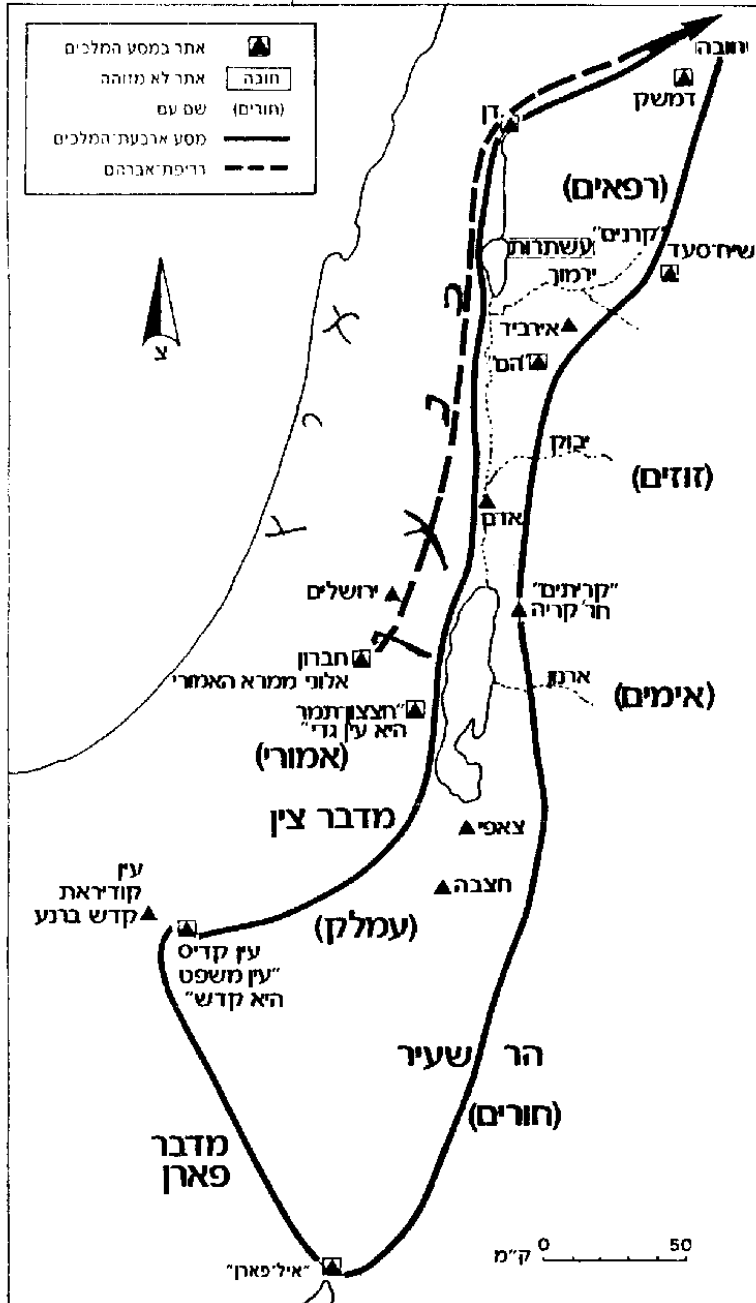 אתר במסע המלכים
חובה אתר לא מזוהה
(חורים) שם עם
מסע ארבעת־המלכים
רדיפת־אברהם
חובה
דמשק
דן
(רפאים)
"קרנים"
שיח־סעד
עשתרות
ירמוך
אירביד
"הם"
יבוק
(זוזים)
אדם
"קריתים"
חר' קריה
ירושלים
חברון
אלוני ממרא האמורי
ארנון
(אימים)
"חצצון־תמר
היא עין גדי"
(אמורי)
מדבר צין
צאפי
חצבה
(עמלק)
עין
קודיראת
קדש ברנע
עין קדיס
"עין משפט
היא קדש"
הר שעיר
(חורים)
מדבר
פארן
"איל־פארן"
ים
כנען
צ
0 50
ק"מ